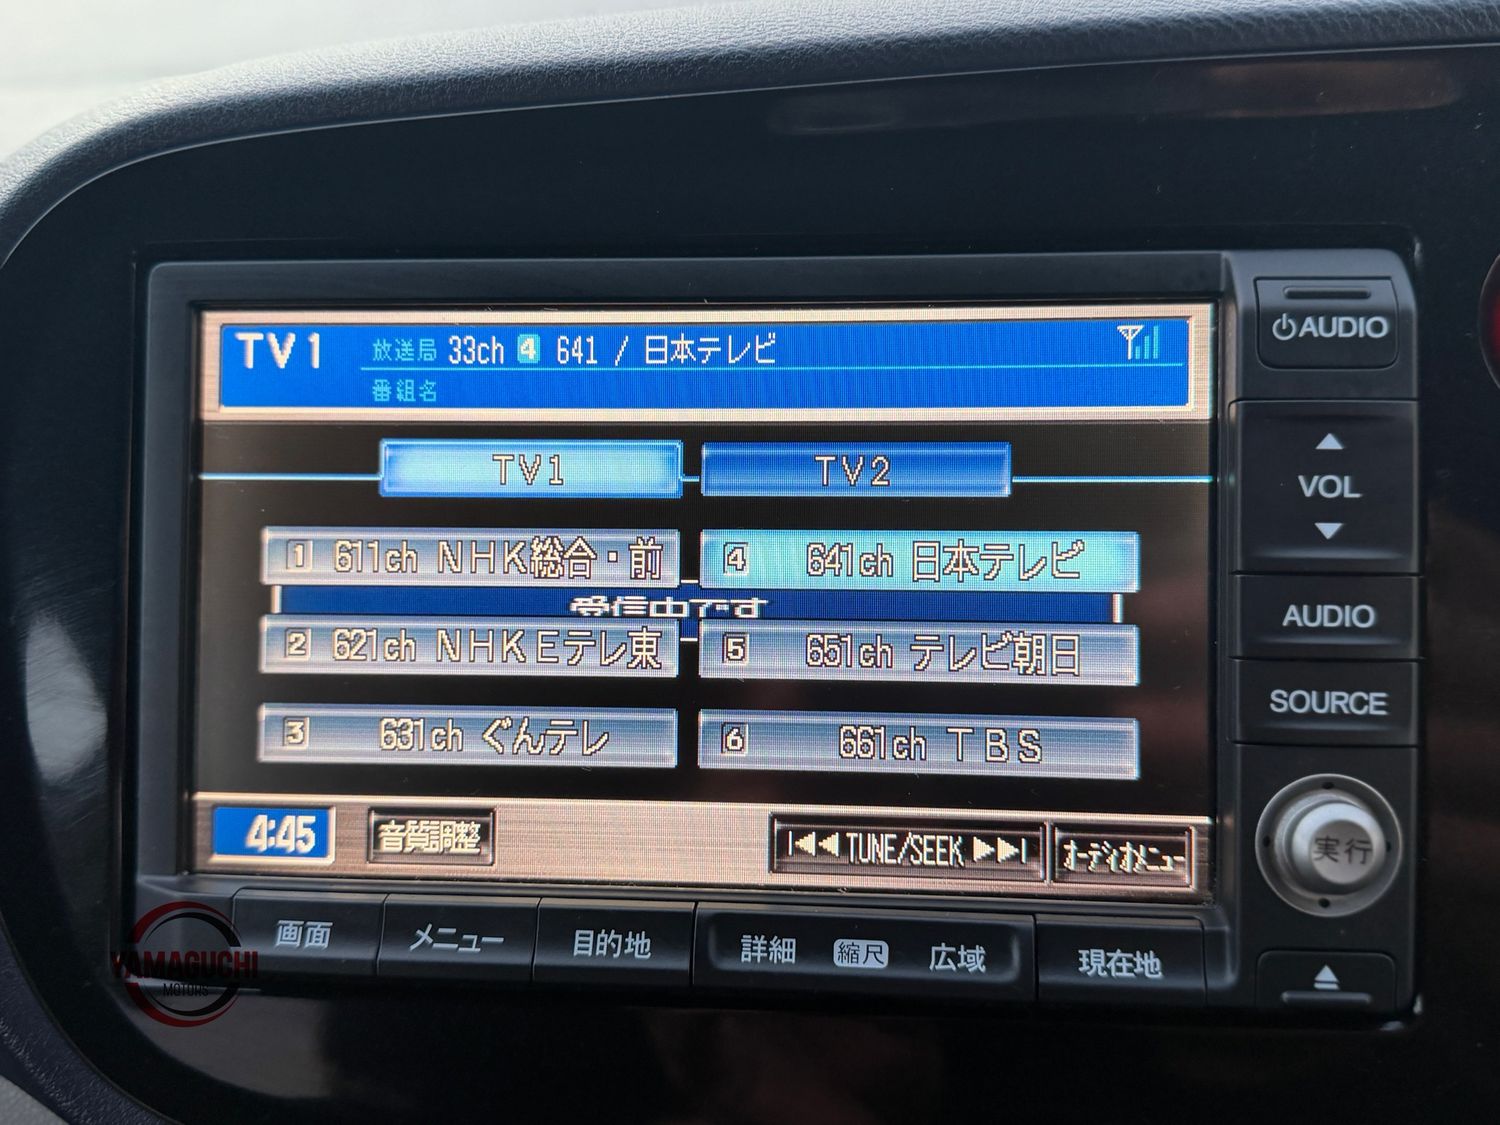 TV1
放送局 33ch 4 641 / 日本テレビ
番組名
TV1
TV2
1 611ch NHK総合・前
4 641ch 日本テレビ
受信中です
2 621ch NHKEテレ東
5 651ch テレビ朝日
3 631ch ぐんテレ
6 661ch TBS
4:45
音質調整
TUNE/SEEK
オーディオメニュー
AUDIO
VOL
AUDIO
SOURCE
実行
画面
メニュー
目的地
詳細
縮尺
広域
現在地
YAMAGUCHI
MOTORS